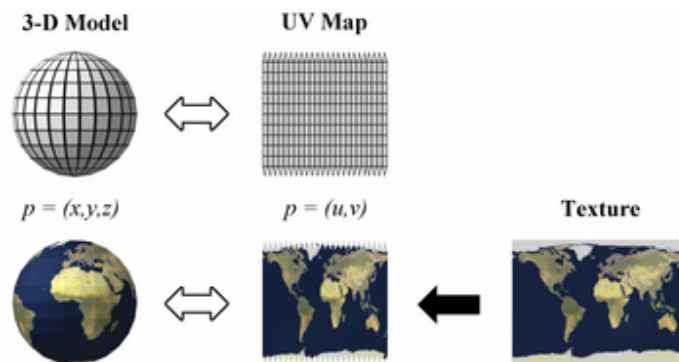 3-D Model
UV Map
p = (x,y,z)
p = (u,v)
Texture